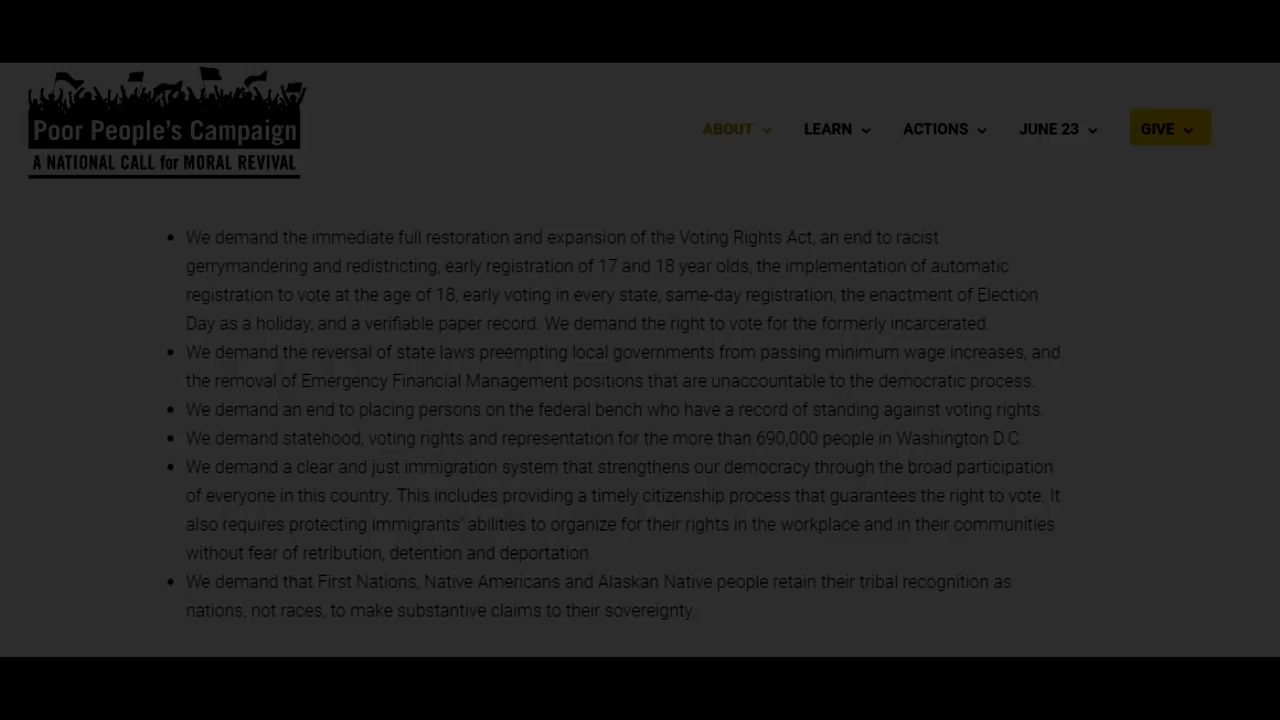 Poor People's Campaign
A NATIONAL CALL for MORAL REVIVAL
ABOUT LEARN ACTIONS JUNE 23 GIVE
• We demand the immediate full restoration and expansion of the Voting Rights Act, an end to racist
gerrymandering and redistricting, early registration of 17 and 18 year olds, the implementation of automatic
registration to vote at the age of 18, early voting in every state, same-day registration, the enactment of Election
Day as a holiday, and a verifiable paper record. We demand the right to vote for the formerly incarcerated.
• We demand the reversal of state laws preempting local governments from passing minimum wage increases, and
the removal of Emergency Financial Management positions that are unaccountable to the democratic process.
• We demand an end to placing persons on the federal bench who have a record of standing against voting rights.
• We demand statehood, voting rights and representation for the more than 690,000 people in Washington D.C.
• We demand a clear and just immigration system that strengthens our democracy through the broad participation
of everyone in this country. This includes providing a timely citizenship process that guarantees the right to vote. It
also requires protecting immigrants' abilities to organize for their rights in the workplace and in their communities
without fear of retribution, detention and deportation.
• We demand that First Nations, Native Americans and Alaskan Native people retain their tribal recognition as
nations, not races, to make substantive claims to their sovereignty.